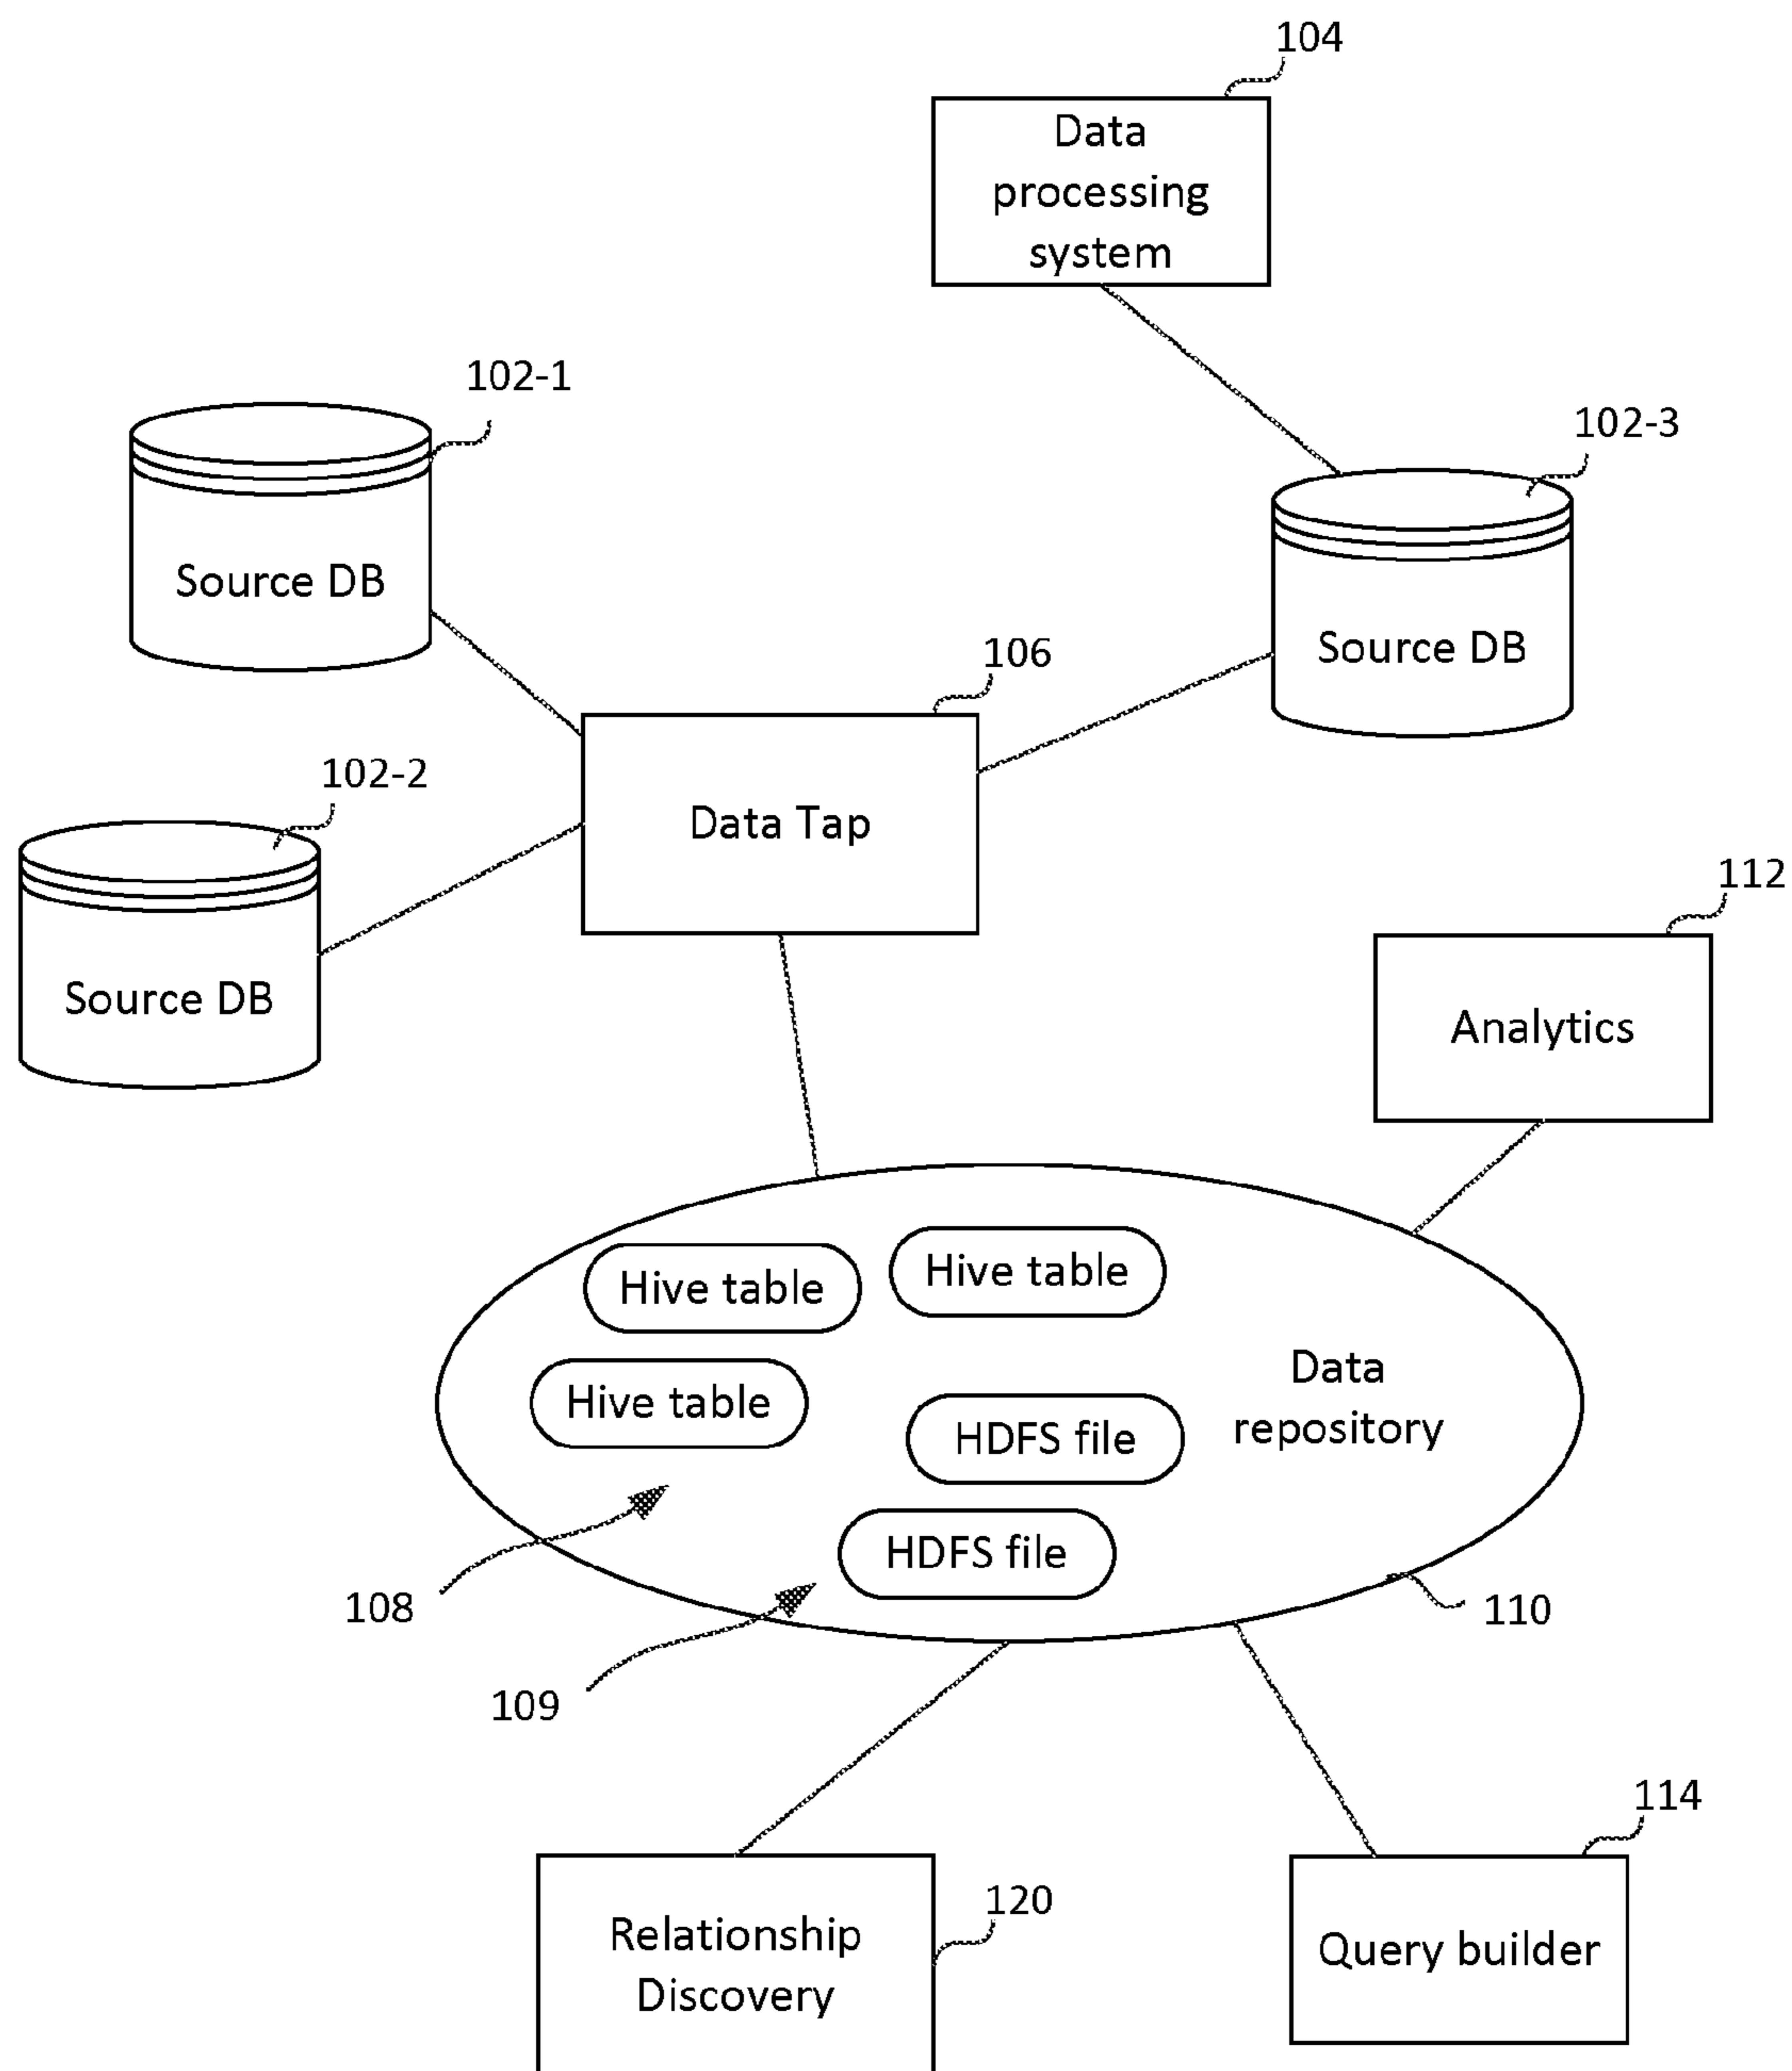 104
Data
processing
system
102-1
102-3
Source DB
Source DB
106
102-2
Data Tap
112
Source DB
Analytics
Hive table
Hive table
Data
repository
Hive table
HDFS file
HDFS file
108
110
109
114
120
Relationship
Discovery
Query builder